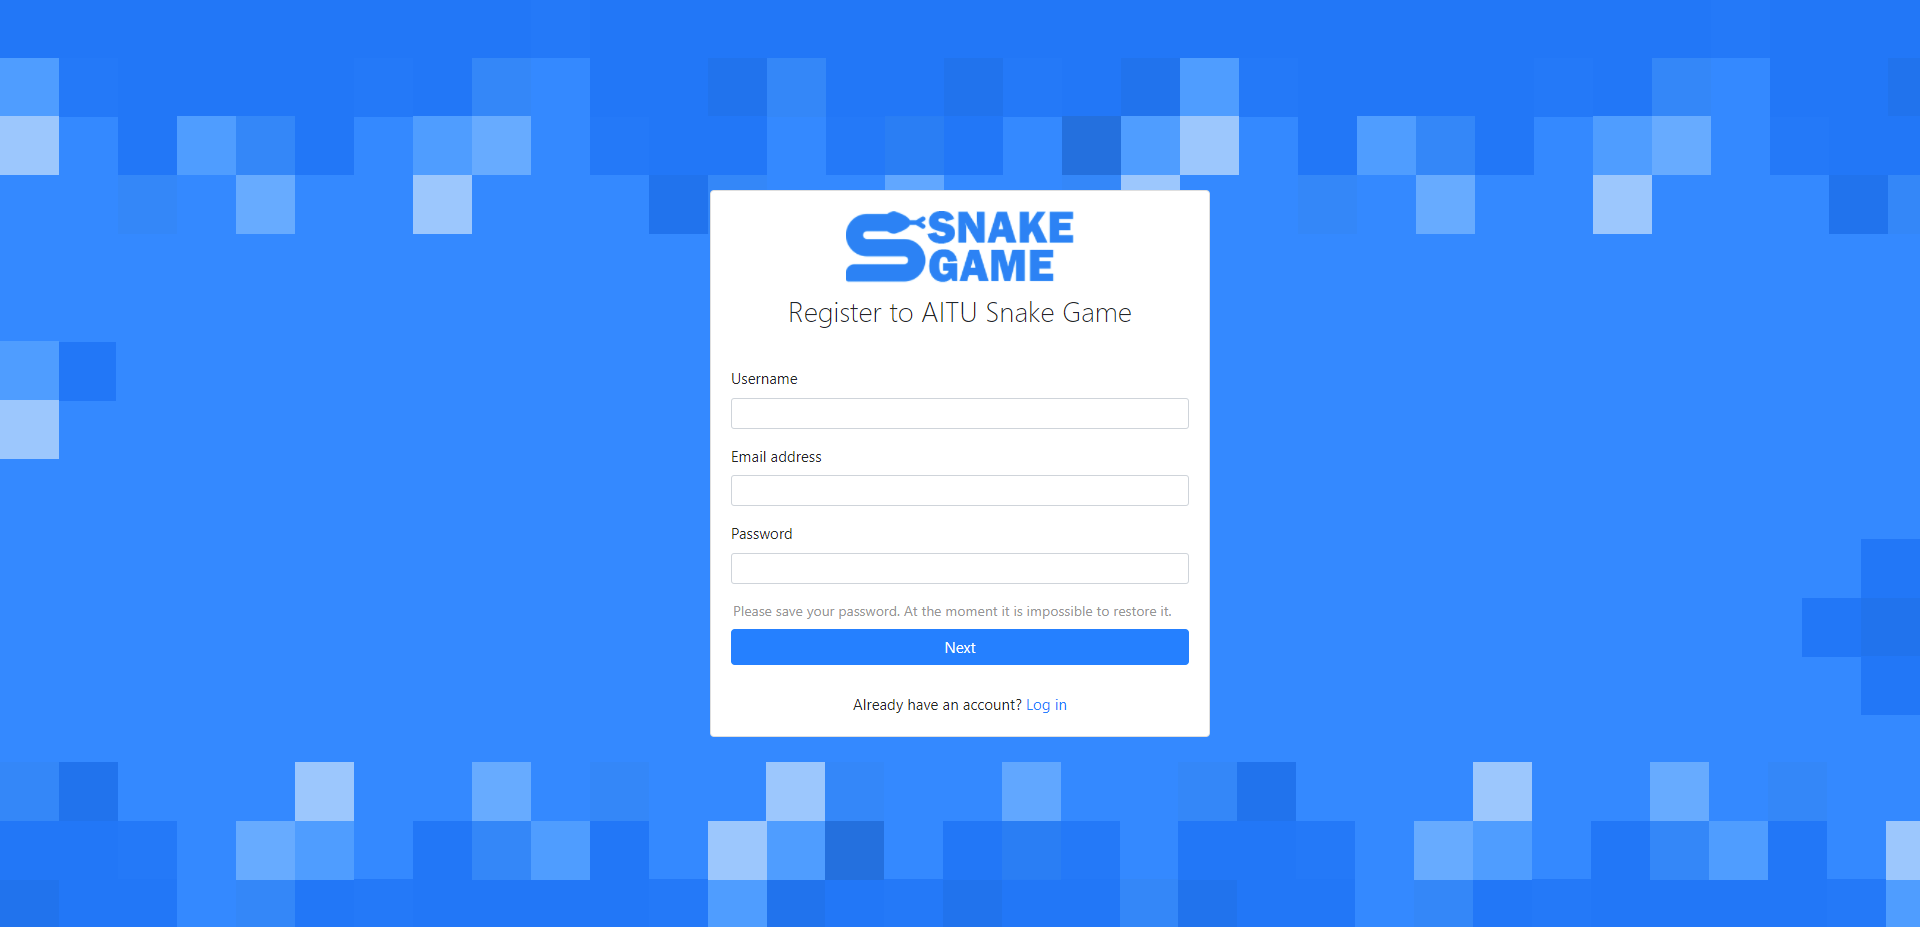 SNAKE
GAME
Register to AITU Snake Game
Username
Email address
Password
Please save your password. At the moment it is impossible to restore it.
Next
Already have an account? Log in